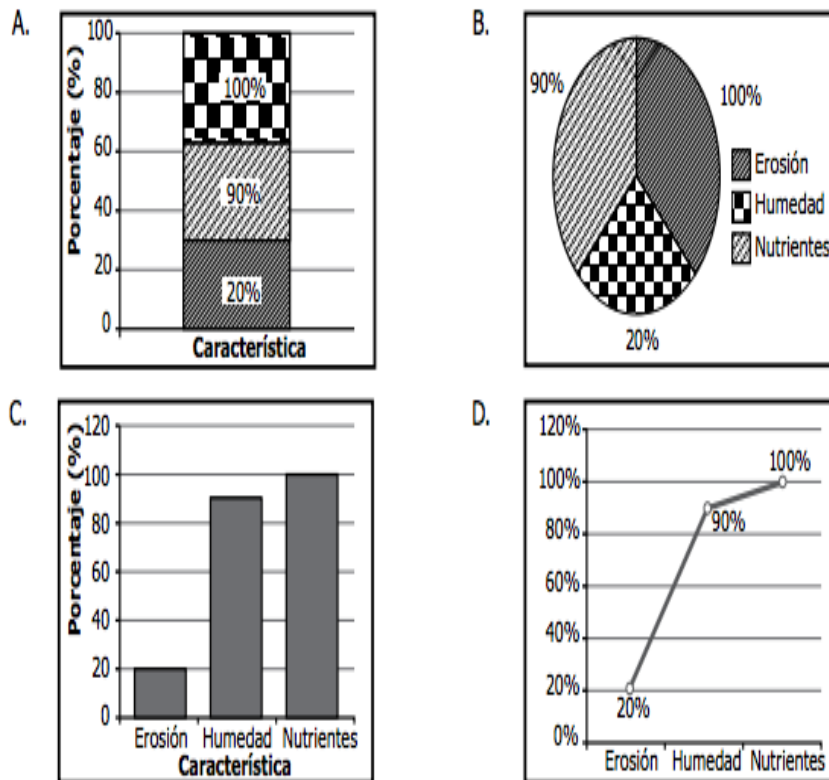 A.
Porcentaje (%)
100
80
60
40
20
0
100%
90%
20%
Característica
B.
90%
100%
20%
Erosión
Humedad
Nutrientes
C.
Porcentaje (%)
120
100
80
60
40
20
0
Erosión Humedad Nutrientes
Característica
D.
120%
100%
80%
60%
40%
20%
0%
100%
90%
20%
Erosión Humedad Nutrientes